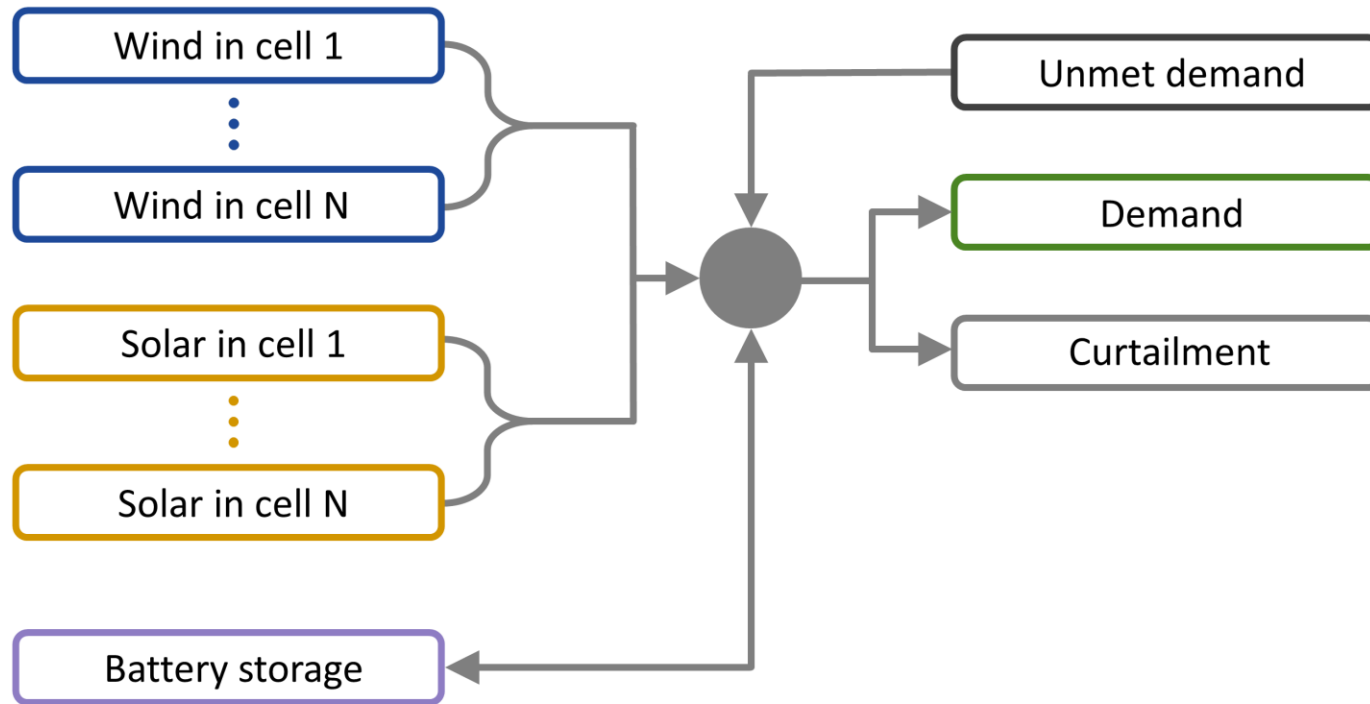 Wind in cell 1
Wind in cell N
Solar in cell 1
Solar in cell N
Battery storage
Unmet demand
Demand
Curtailment